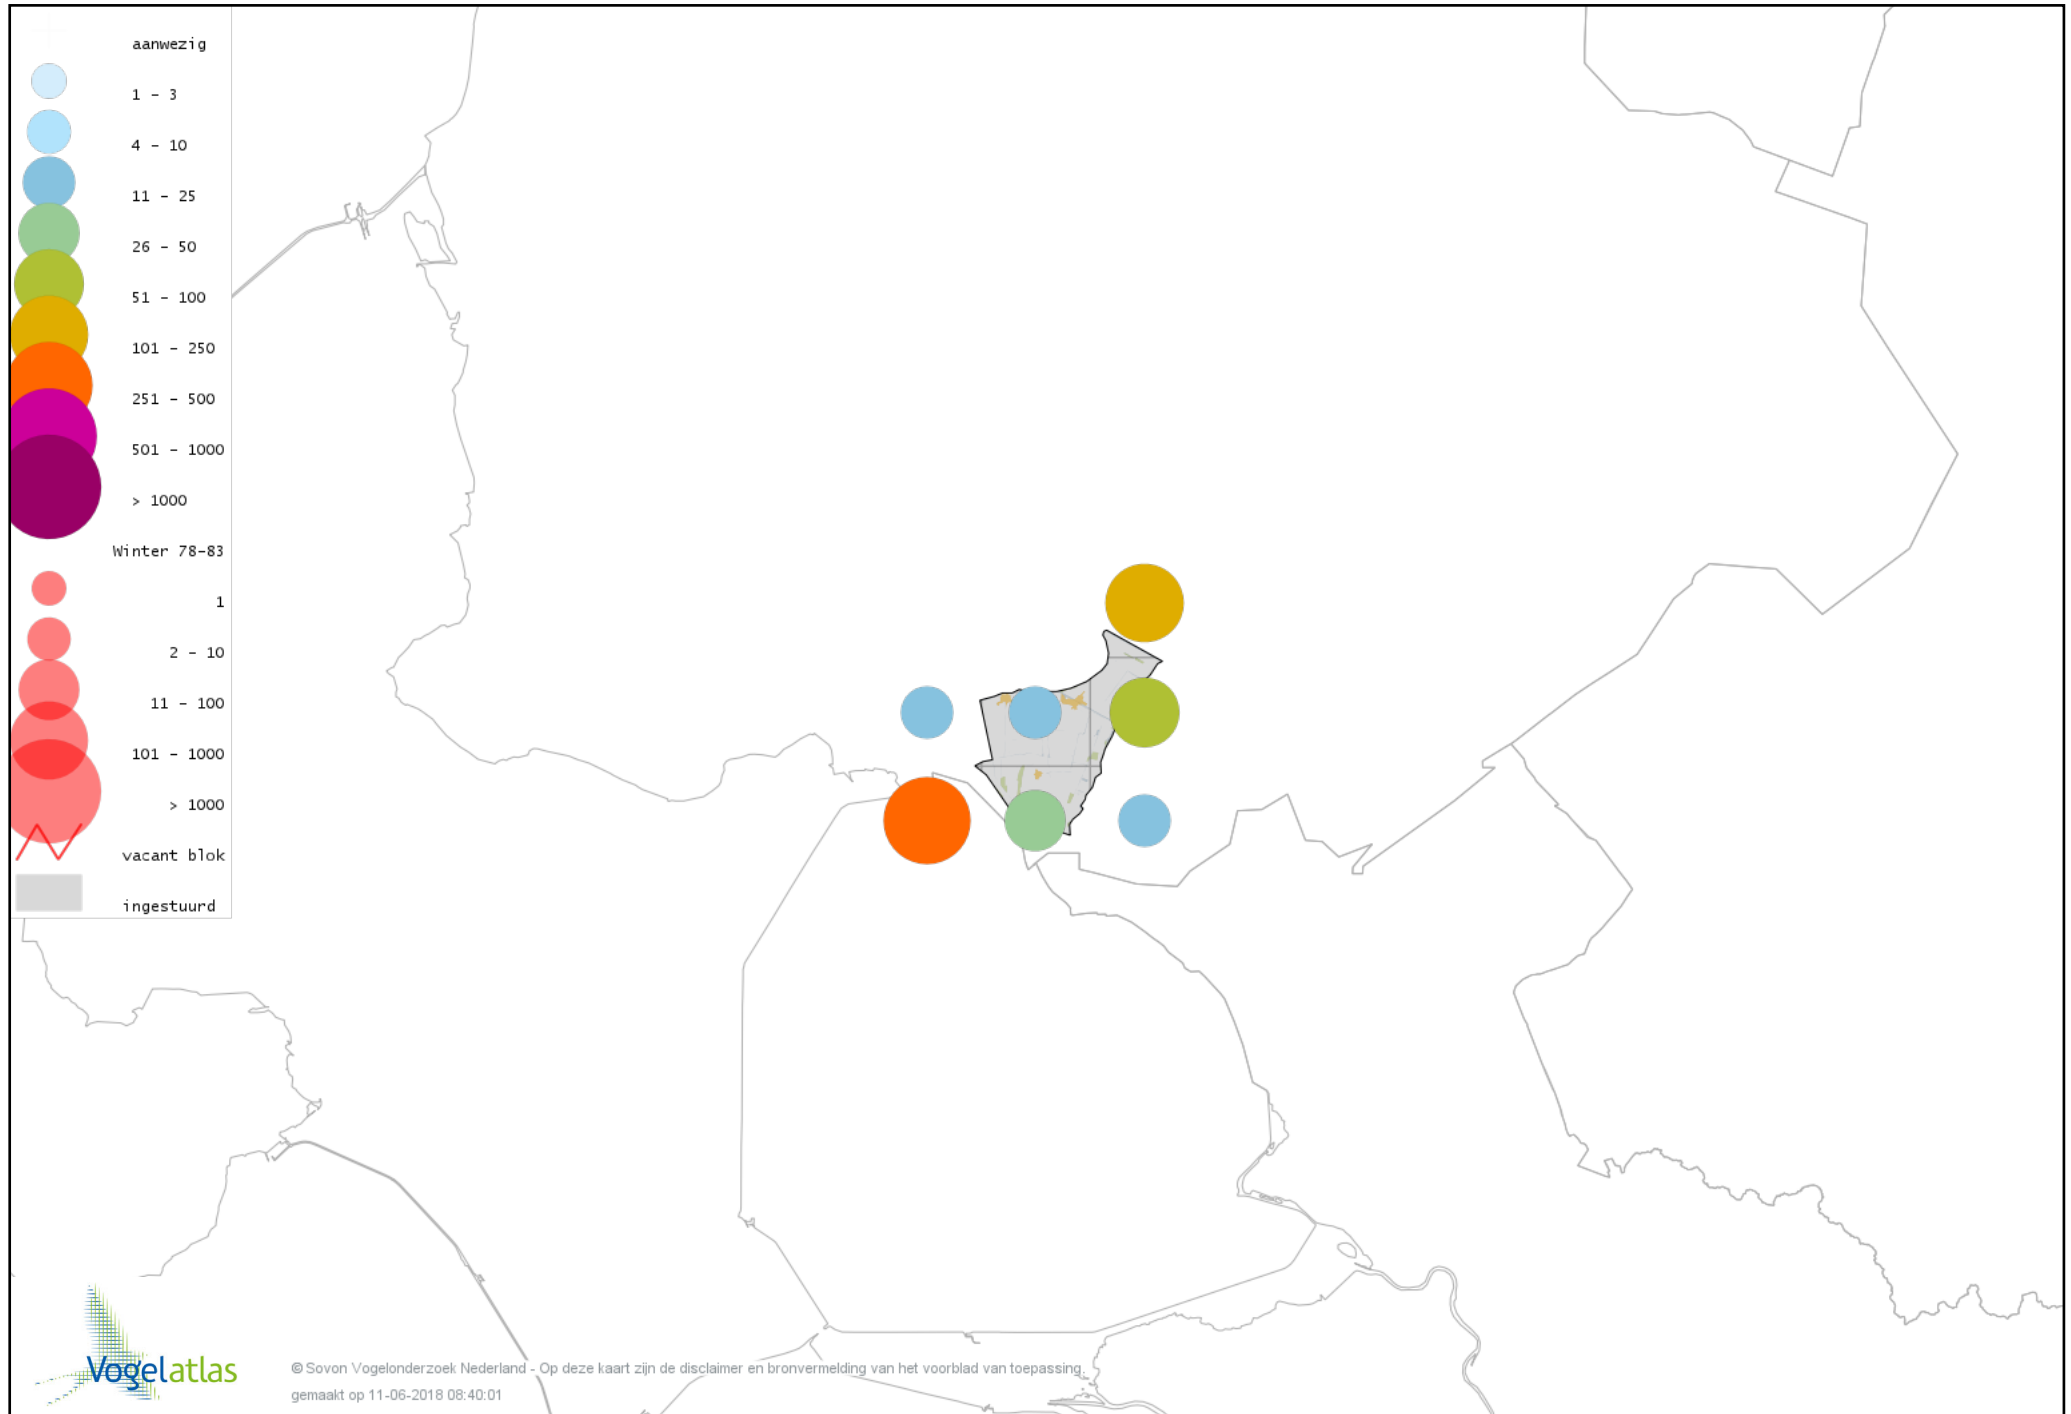 aanwezig
1 - 3
4 - 10
11 - 25
26 - 50
51 - 100
101 - 250
251 - 500
501 - 1000
> 1000
Winter 78-83
1
2 - 10
11 - 100
101 - 1000
> 1000
vacant blok
ingestuurd
Vogelatlas
© Sovon Vogelonderzoek Nederland - Op deze kaart zijn de disclaimer en bronvermelding van het voorblad van toepassing.
gemaakt op 11-06-2018 08:40:01